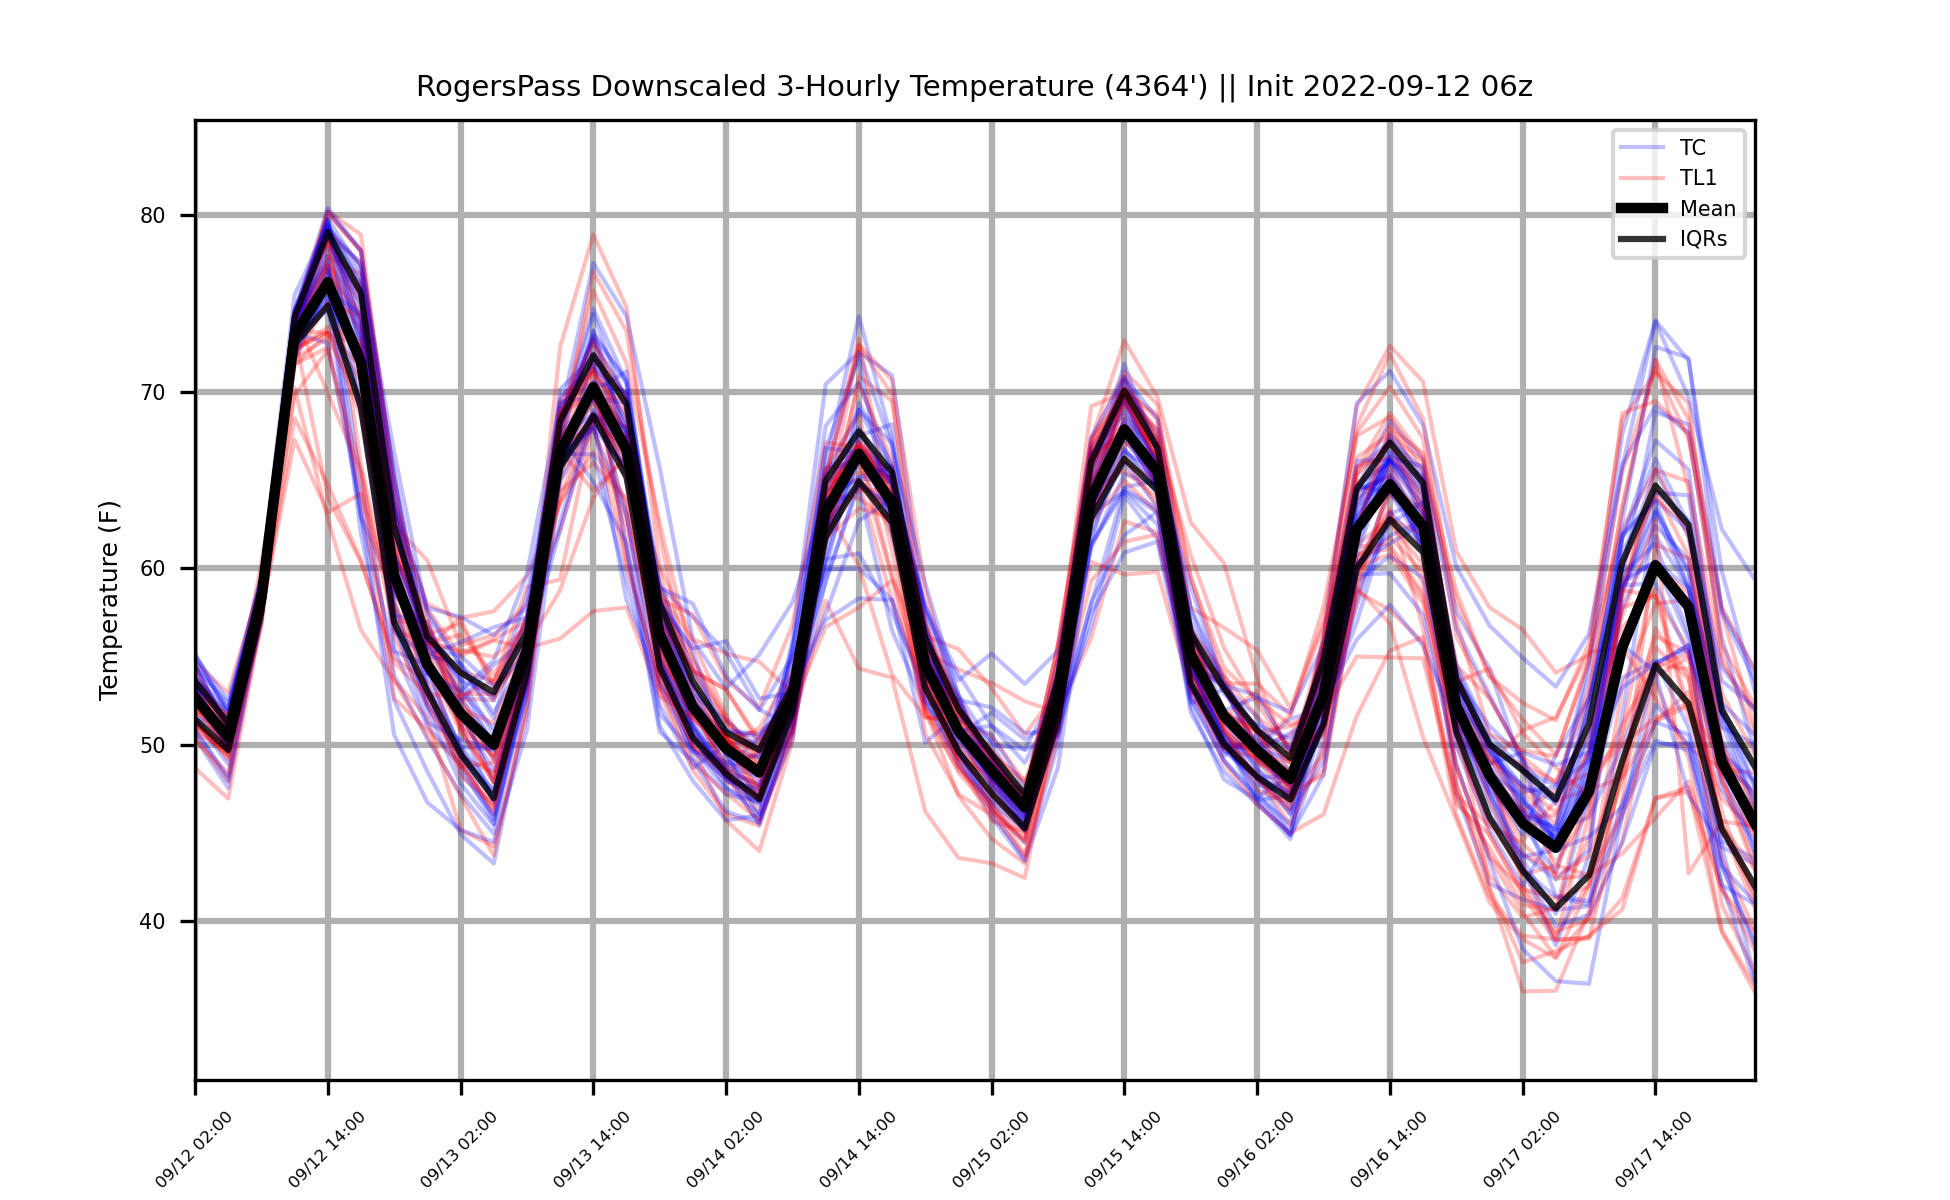 RogersPass Downscaled 3-Hourly Temperature (4364') || Init 2022-09-12 06z
TC
TL1
Mean
IQRs
Temperature (F)
80
70
60
50
40
09/12 02:00
09/12 14:00
09/13 02:00
09/13 14:00
09/14 02:00
09/14 14:00
09/15 02:00
09/15 14:00
09/16 02:00
09/16 14:00
09/17 02:00
09/17 14:00